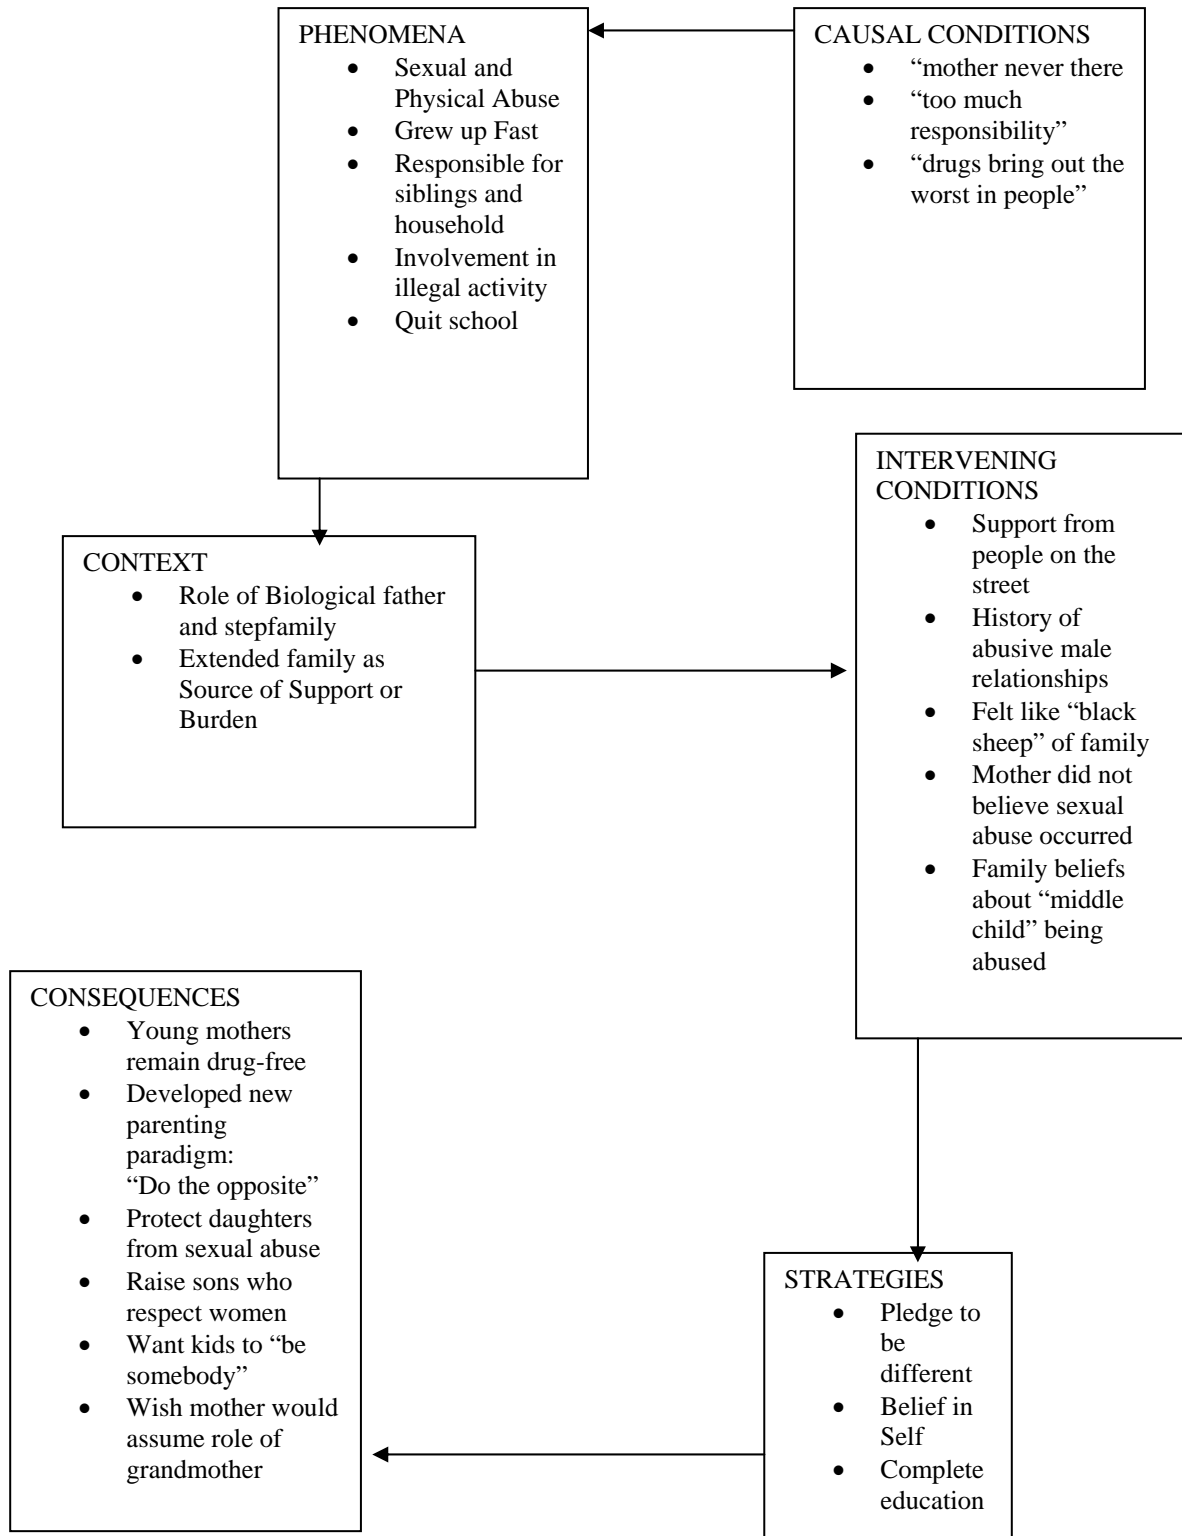 PHENOMENA
• Sexual and
Physical Abuse
• Grew up Fast
• Responsible for
siblings and
household
• Involvement in
illegal activity
• Quit school
CAUSAL CONDITIONS
• “mother never there
• “too much
responsibility”
• “drugs bring out the
worst in people”
CONTEXT
• Role of Biological father
and stepfamily
• Extended family as
Source of Support or
Burden
INTERVENING
CONDITIONS
• Support from
people on the
street
• History of
abusive male
relationships
• Felt like “black
sheep” of family
• Mother did not
believe sexual
abuse occurred
• Family beliefs
about “middle
child” being
abused
CONSEQUENCES
• Young mothers
remain drug-free
• Developed new
parenting
paradigm:
“Do the opposite”
• Protect daughters
from sexual abuse
• Raise sons who
respect women
• Want kids to “be
somebody”
• Wish mother would
assume role of
grandmother
STRATEGIES
• Pledge to
be
different
• Belief in
Self
• Complete
education